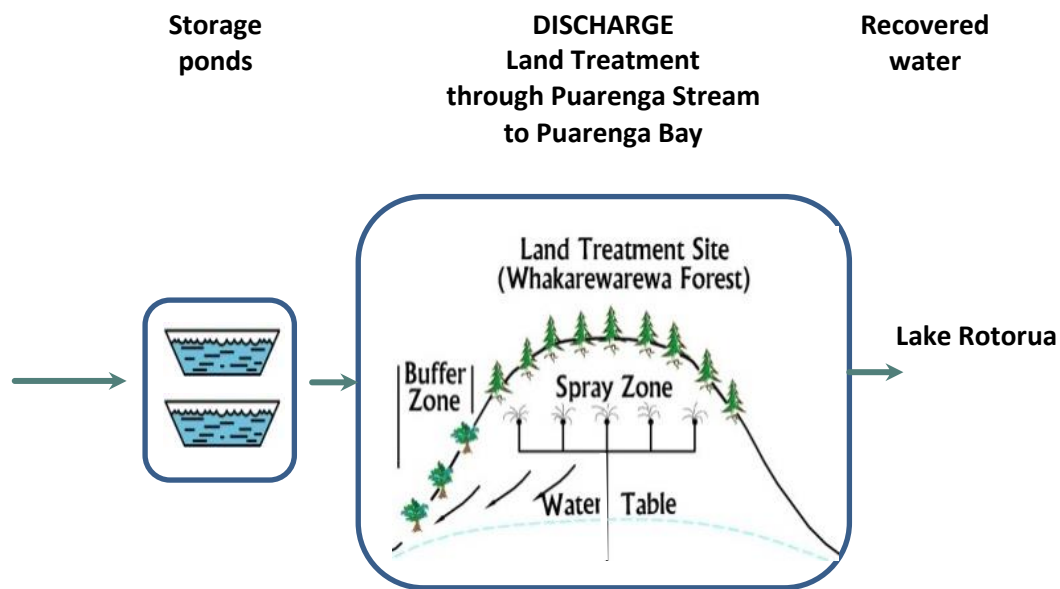 Storage
ponds
DISCHARGE
Land Treatment
through Puarenga Stream
to Puarenga Bay
Recovered
water
Land Treatment Site
(Whakarewarewa Forest)
Buffer
Zone
Spray Zone
Water Table
Lake Rotorua